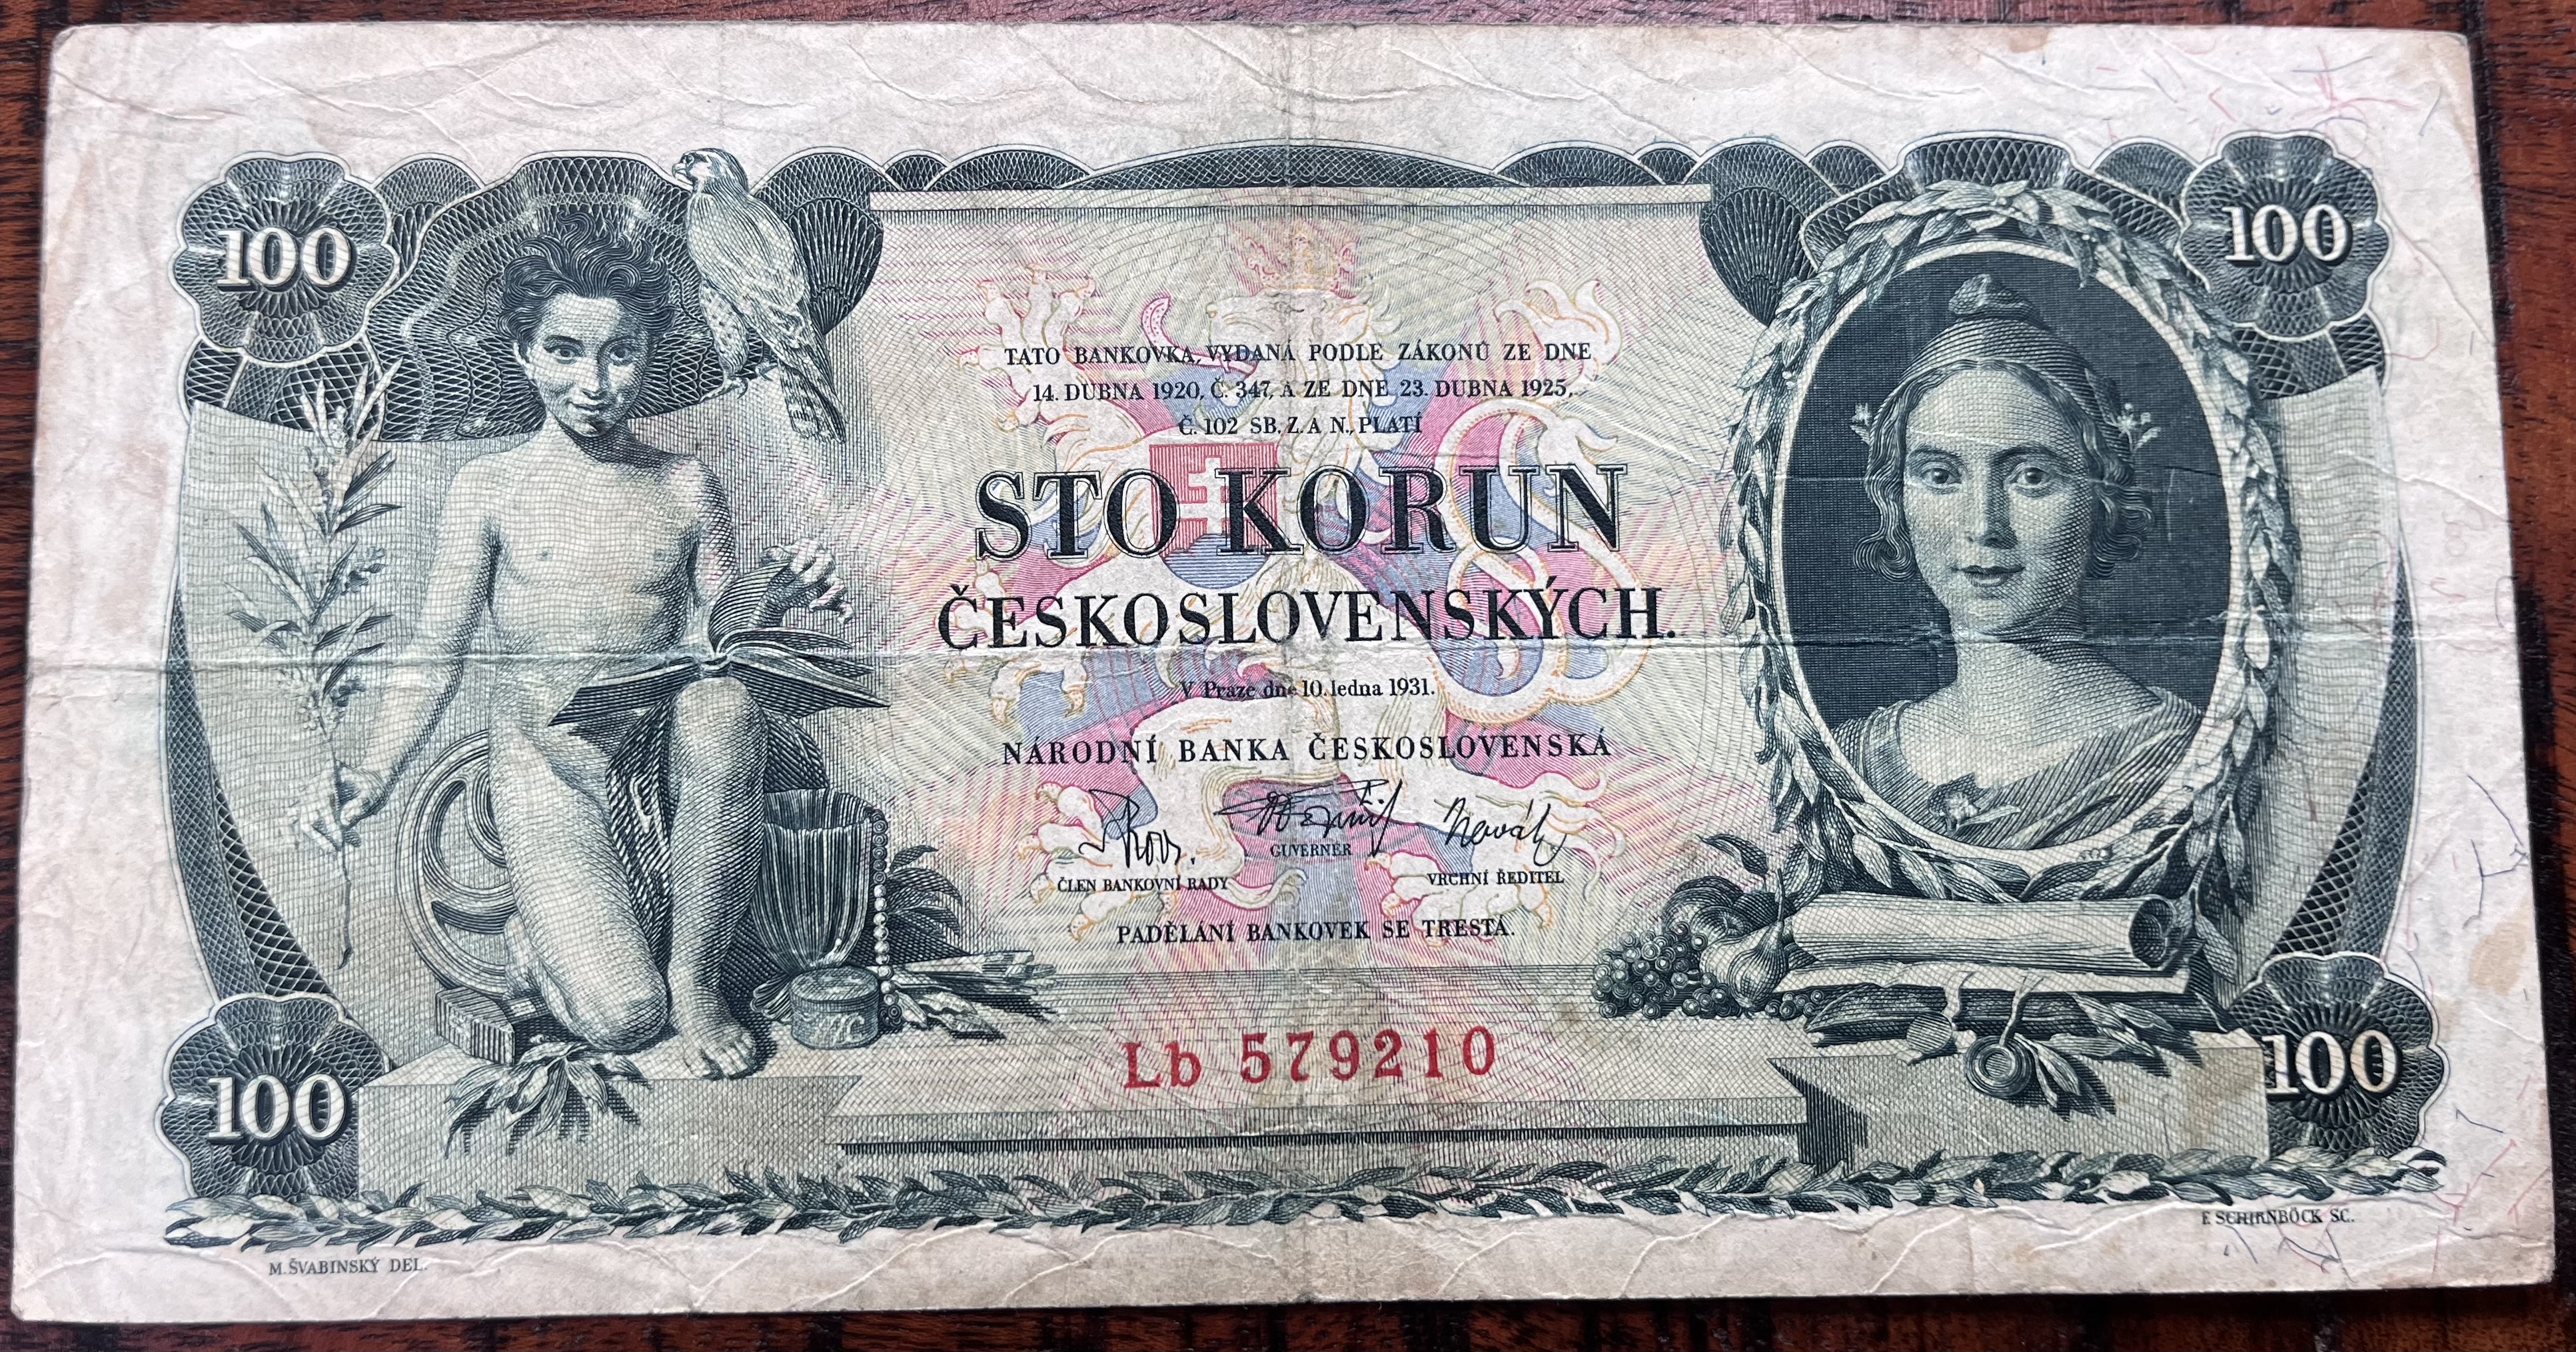 100
100
TATO BANKOVKA, VYDANÁ PODLE ZÁKONŮ ZE DNE
14. DUBNA 1920, Č. 347, A ZE DNE 23. DUBNA 1925,
Č. 102 SB. Z. A N., PLATÍ
STO KORUN
ČESKOSLOVENSKÝCH.
V Praze dne 10. ledna 1931.
NÁRODNÍ BANKA ČESKOSLOVENSKÁ
GUVERNÉR
ČLEN BANKOVNÍ RADY
VRCHNÍ ŘEDITEL
PADĚLÁNÍ BANKOVEK SE TRESTÁ.
Lb 579210
100
100
M. ŠVABINSKÝ DEL.
F. SCHIRNBÖCK SC.